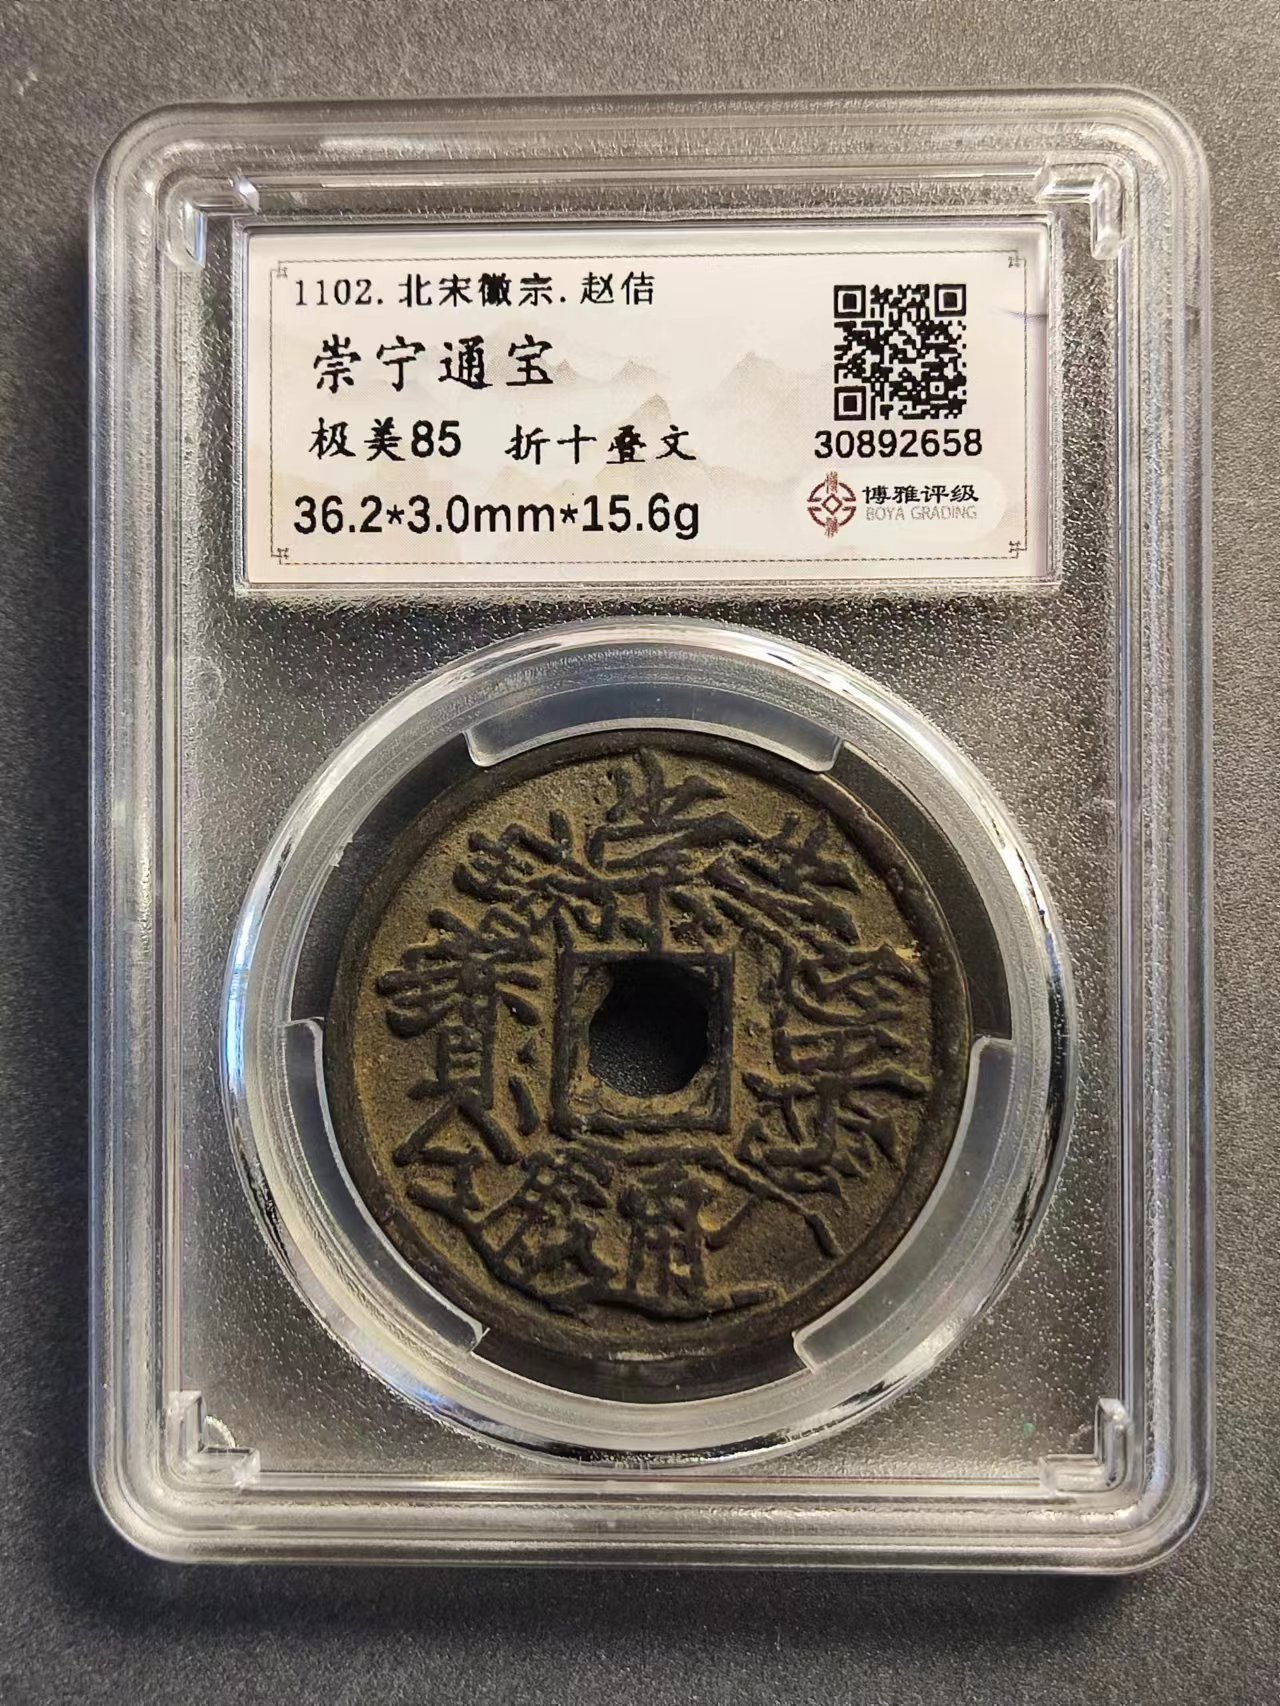 1102.北宋徽宗.赵佶
崇宁通宝
极美85 折十叠文
36.2*3.0mm*15.6g
30892658
博雅评级
BOYA GRADING